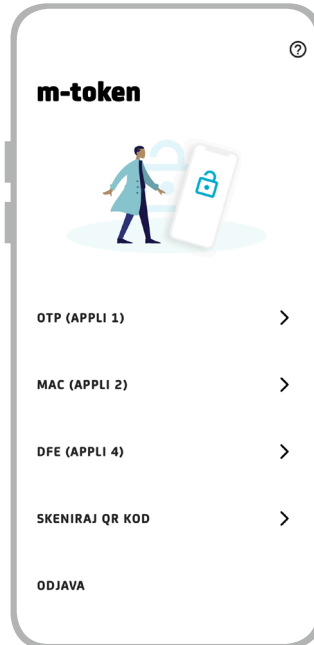 m-token
OTP (APPLI 1)
MAC (APPLI 2)
DFE (APPLI 4)
SKENIRAJ QR KOD
ODJAVA